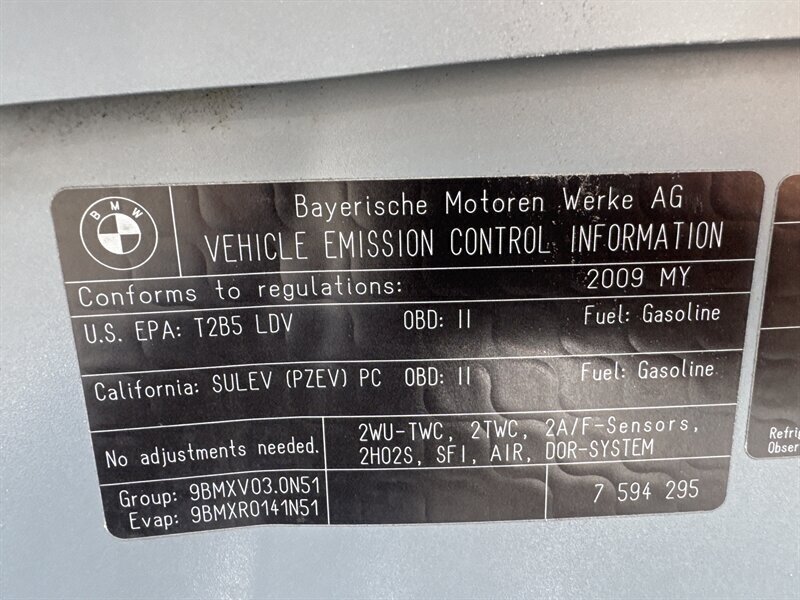 BMW
Bayerische Motoren Werke AG
VEHICLE EMISSION CONTROL INFORMATION
Conforms to regulations: 2009 MY
U.S. EPA: T2B5 LDV OBD: II Fuel: Gasoline
California: SULEV (PZEV) PC OBD: II Fuel: Gasoline
No adjustments needed.
2WU-TWC, 2TWC, 2A/F-Sensors,
2HO2S, SFI, AIR, DOR-SYSTEM
Group: 9BMXV03.0N51
Evap: 9BMXR0141N51
7 594 295